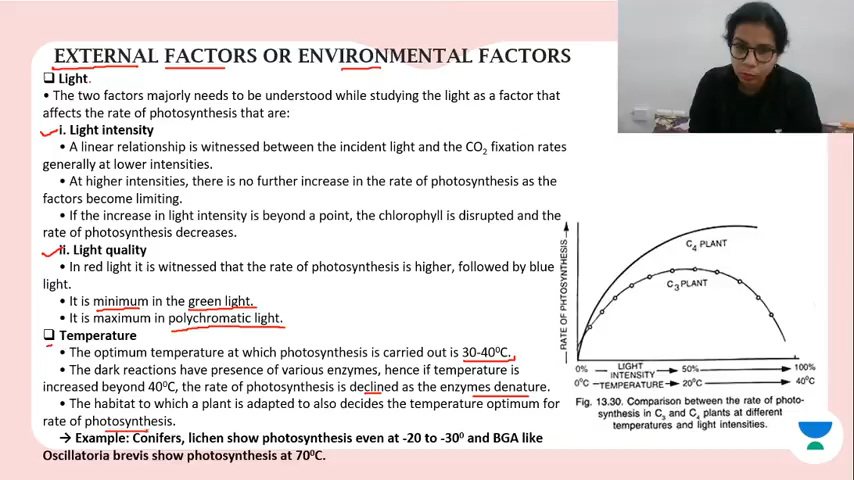 EXTERNAL FACTORS OR ENVIRONMENTAL FACTORS
❑ Light.
• The two factors majorly needs to be understood while studying the light as a factor that
affects the rate of photosynthesis that are:
i. Light intensity
• A linear relationship is witnessed between the incident light and the CO₂ fixation rates
generally at lower intensities.
• At higher intensities, there is no further increase in the rate of photosynthesis as the
factors become limiting.
• If the increase in light intensity is beyond a point, the chlorophyll is disrupted and the
rate of photosynthesis decreases.
ii. Light quality
• In red light it is witnessed that the rate of photosynthesis is higher, followed by blue
light.
• It is minimum in the green light.
• It is maximum in polychromatic light.
❑ Temperature
• The optimum temperature at which photosynthesis is carried out is 30-40⁰C.
• The dark reactions have presence of various enzymes, hence if temperature is
increased beyond 40⁰C, the rate of photosynthesis is declined as the enzymes denature.
• The habitat to which a plant is adapted to also decides the temperature optimum for
rate of photosynthesis.
→ Example: Conifers, lichen show photosynthesis even at -20 to -30⁰ and BGA like
Oscillatoria brevis show photosynthesis at 70⁰C.
RATE OF PHTOSYNTHESIS
C₄ PLANT
C₃ PLANT
0% — LIGHT INTENSITY → 50% → 100%
0°C — TEMPERATURE → 20°C → 40°C
Fig. 13.30. Comparison between the rate of photo-
synthesis in C₃ and C₄ plants at different
temperatures and light intensities.